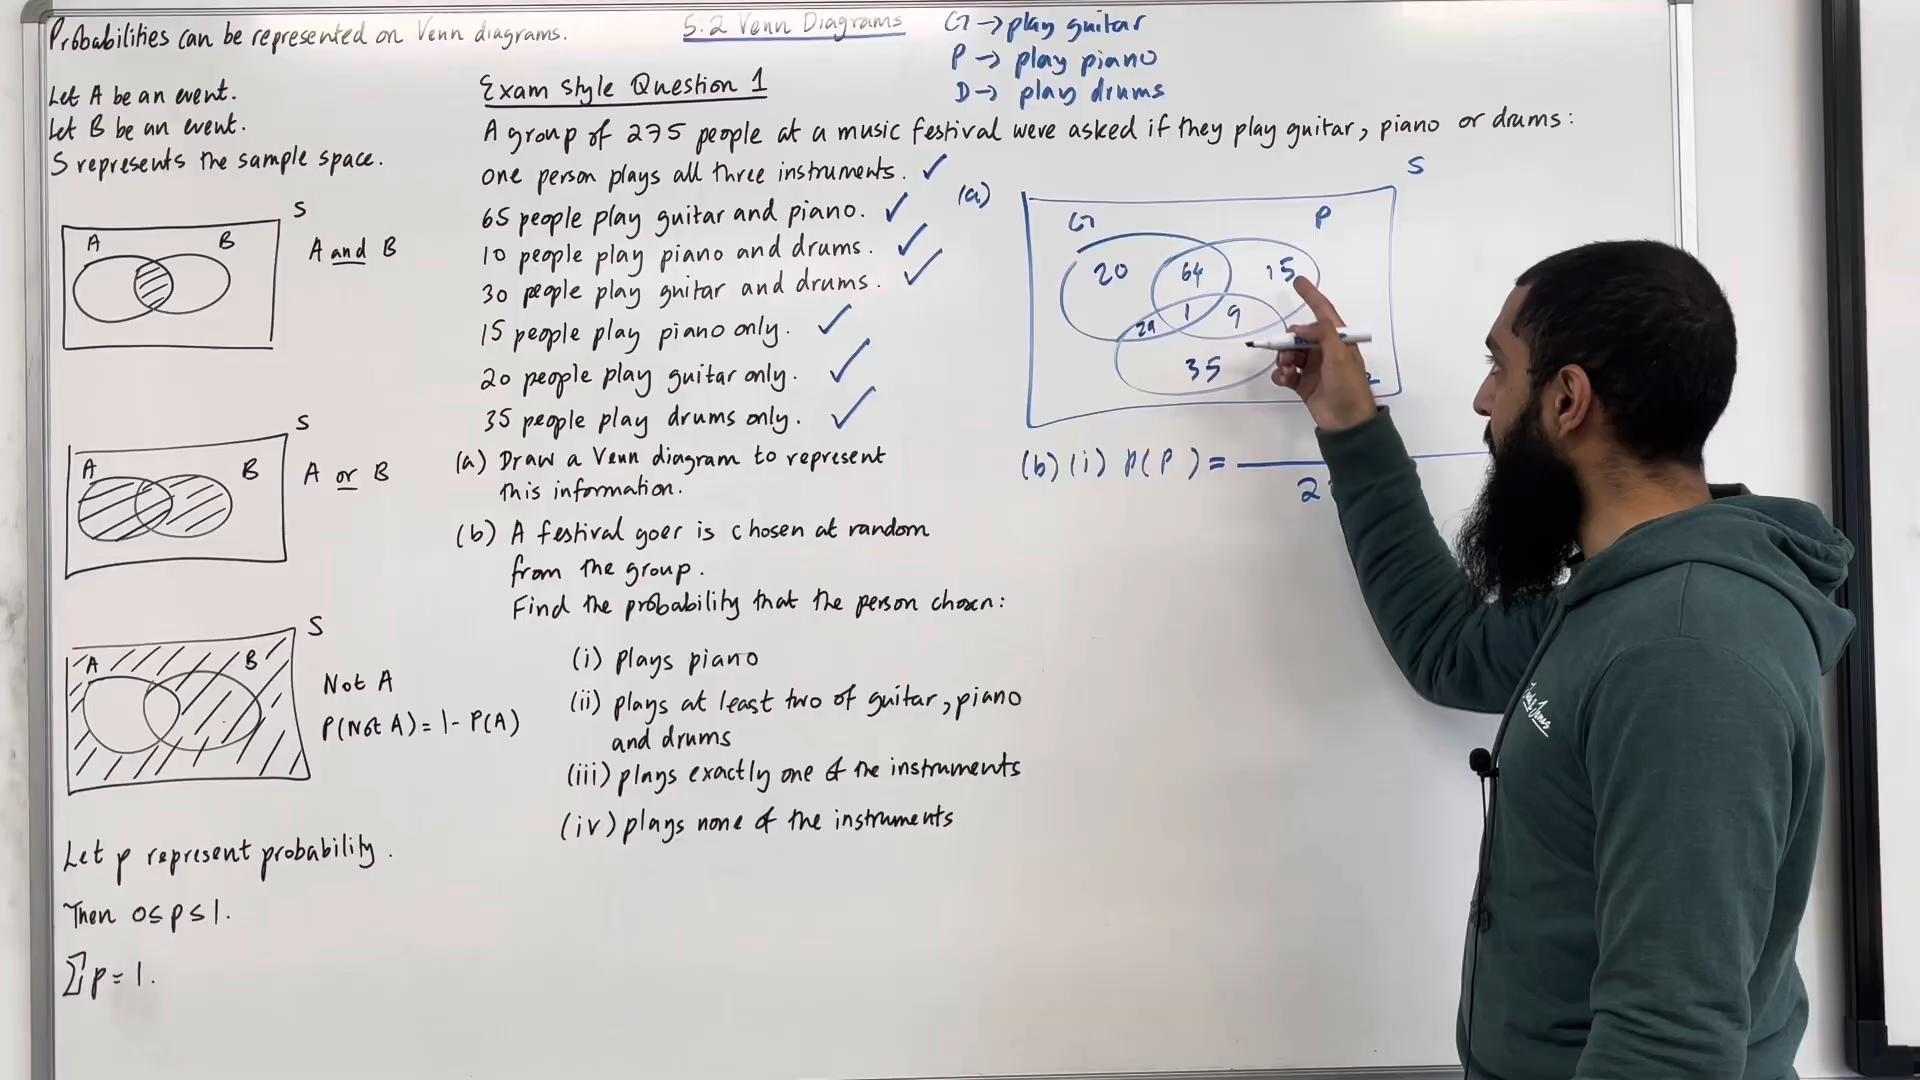 Probabilities can be represented on Venn diagrams.
Let A be an event.
Let B be an event.
S represents the sample space.
S
A
B
A and B
S
A
B
A or B
S
A
B
Not A
P(Not A) = 1 - P(A)
Let p represent probability.
Then 0 ≤ p ≤ 1.
∑p = 1.
5.2 Venn Diagrams
G → play guitar
P → play piano
D → play drums
Exam Style Question 1
A group of 275 people at a music festival were asked if they play guitar, piano or drums:
one person plays all three instruments. ✓
65 people play guitar and piano. ✓
10 people play piano and drums. ✓
30 people play guitar and drums. ✓
15 people play piano only. ✓
20 people play guitar only. ✓
35 people play drums only. ✓
(a) Draw a Venn diagram to represent
this information.
(b) A festival goer is chosen at random
from the group.
Find the probability that the person chosen:
(i) plays piano
(ii) plays at least two of guitar, piano
and drums
(iii) plays exactly one of the instruments
(iv) plays none of the instruments
(a)
S
G
P
20
64
15
29
1
9
35
(b) (i) P(P) =
2